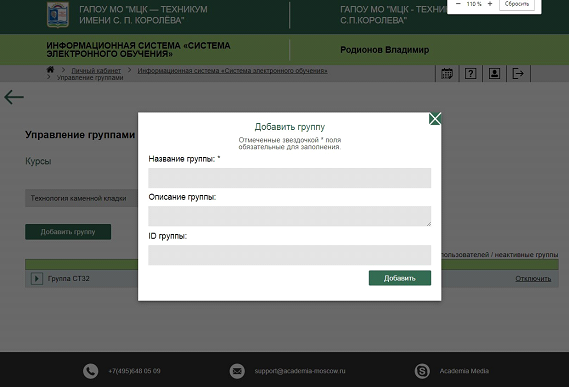 ГАПОУ МО "МЦК — ТЕХНИКУМ
ИМЕНИ С. П. КОРОЛЁВА"
ГАПОУ МО "МЦК - ТЕХНИ
С.П.КОРОЛЕВА"
110 %
Сбросить
ИНФОРМАЦИОННАЯ СИСТЕМА «СИСТЕМА
ЭЛЕКТРОННОГО ОБУЧЕНИЯ»
Родионов Владимир
> Личный кабинет > Информационная система «Система электронного обучения»
> Управление группами
Управление группами
Курсы
Технология каменной кладки
Добавить группу
Добавить группу
Отмеченные звездочкой * поля
обязательные для заполнения.
Название группы: *
Описание группы:
ID группы:
Добавить
пользователей / неактивные группы
Группа СТ32
Отключить
+7(495)648 05 09
support@academia-moscow.ru
Academia Media